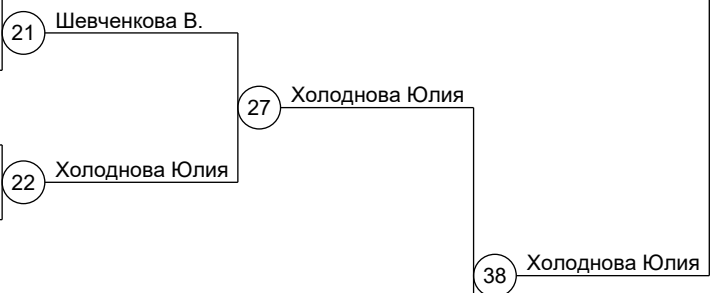 21 Шевченкова В.
27 Холоднова Юлия
22 Холоднова Юлия
38 Холоднова Юлия